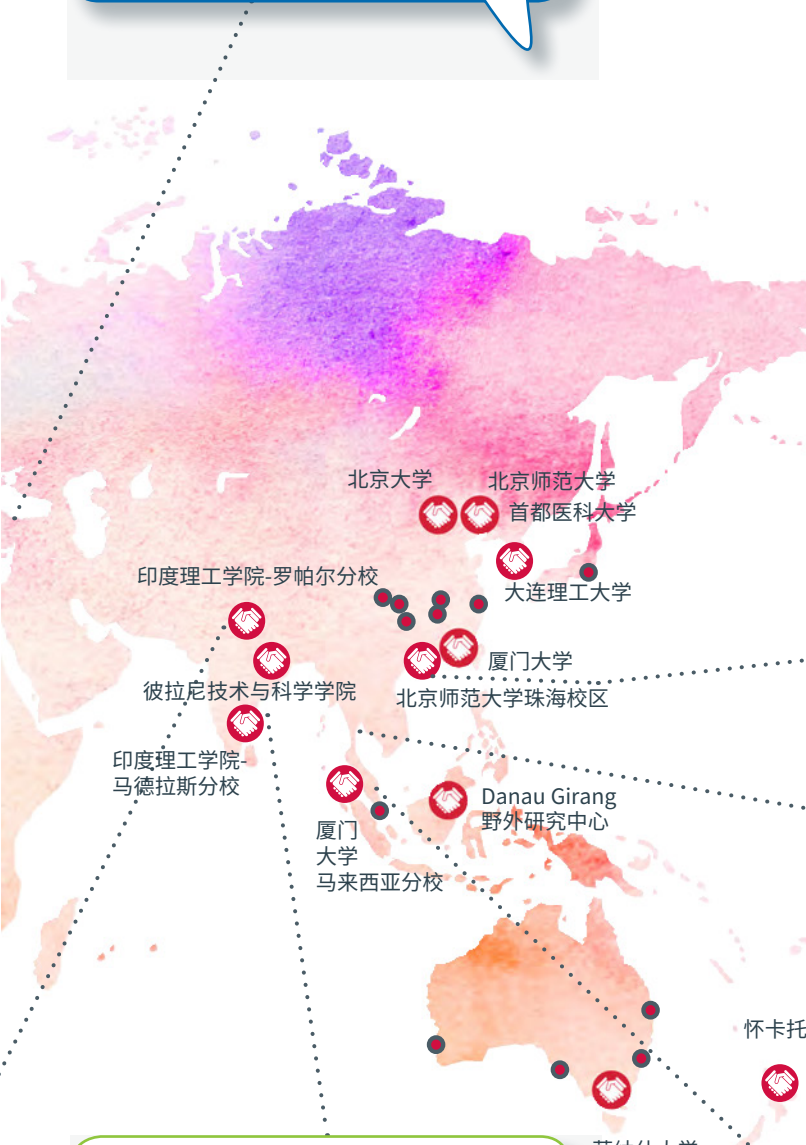 北京大学
北京师范大学
首都医科大学
大连理工大学
印度理工学院-罗帕尔分校
厦门大学
彼拉尼技术与科学学院
北京师范大学珠海校区
印度理工学院-
马德拉斯分校
Danau Girang
野外研究中心
厦门
大学
马来西亚分校
怀卡托